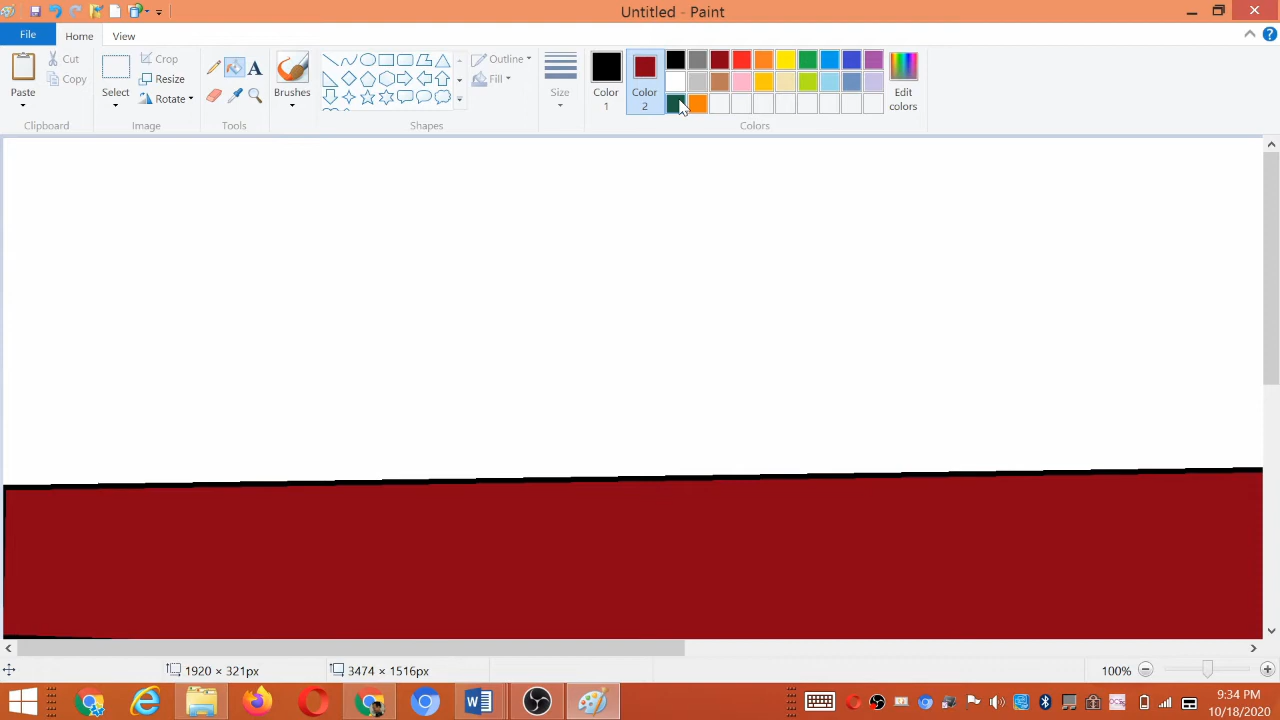 Untitled - Paint
File Home View
Paste
Cut
Copy
Clipboard
Select
Crop
Resize
Rotate
Image
A
Tools
Brushes
Shapes
Outline
Fill
Size
Color 1
Color 2
Edit colors
Colors
1920 × 321px
3474 × 1516px
100%
9:34 PM
10/18/2020